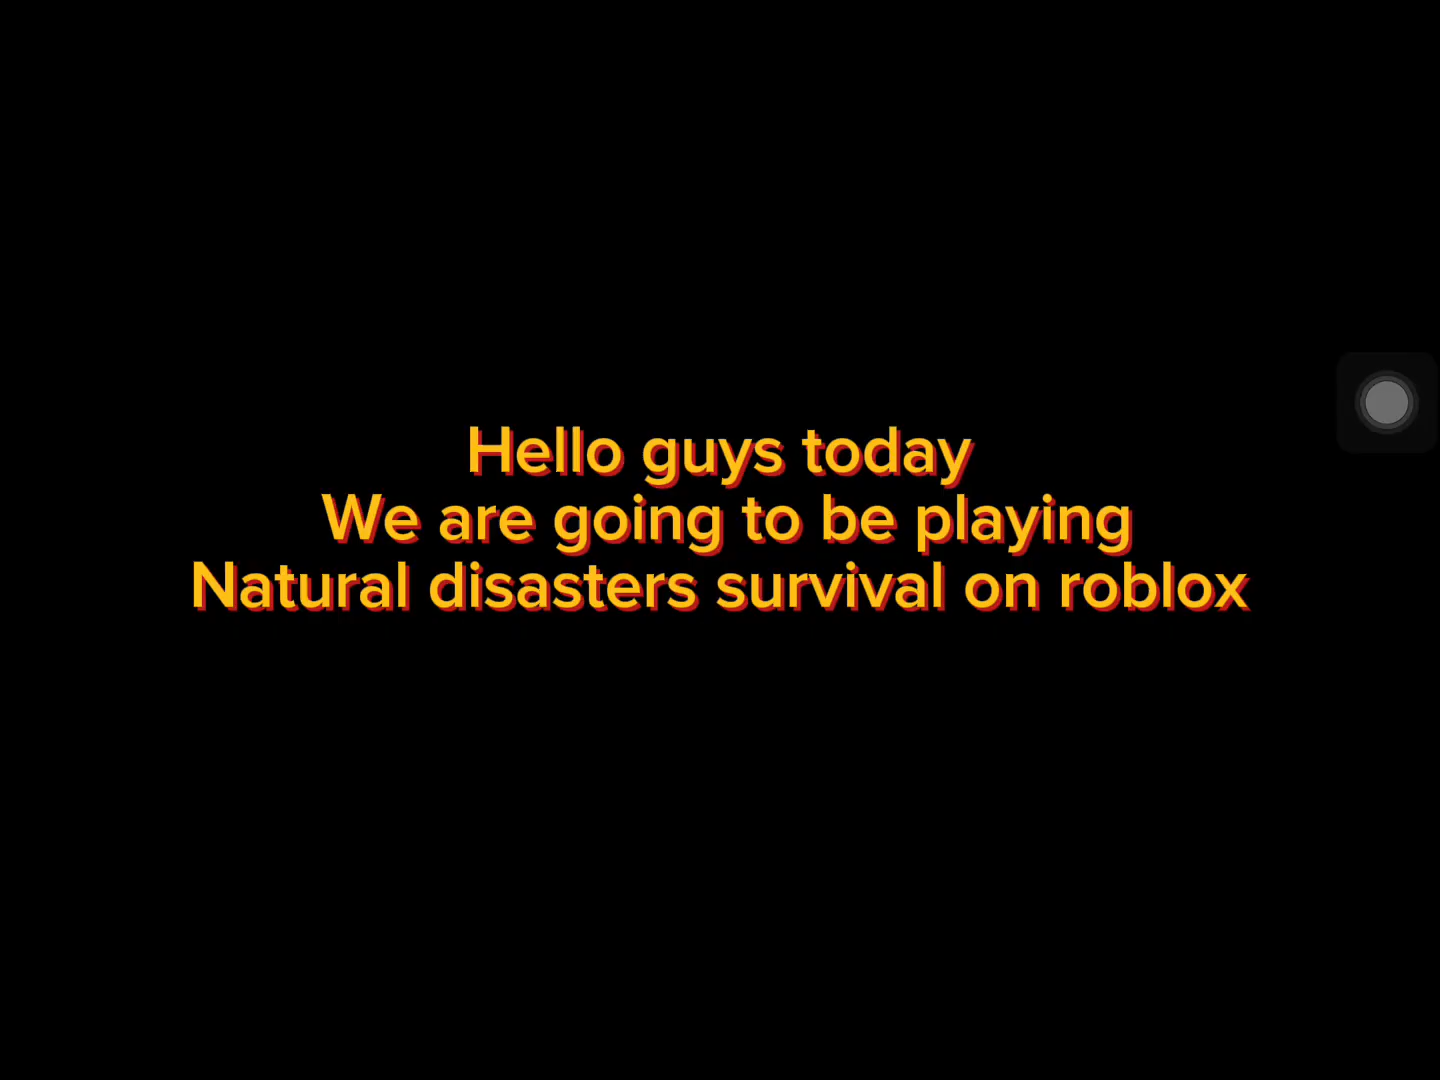 Hello guys today
We are going to be playing
Natural disasters survival on roblox